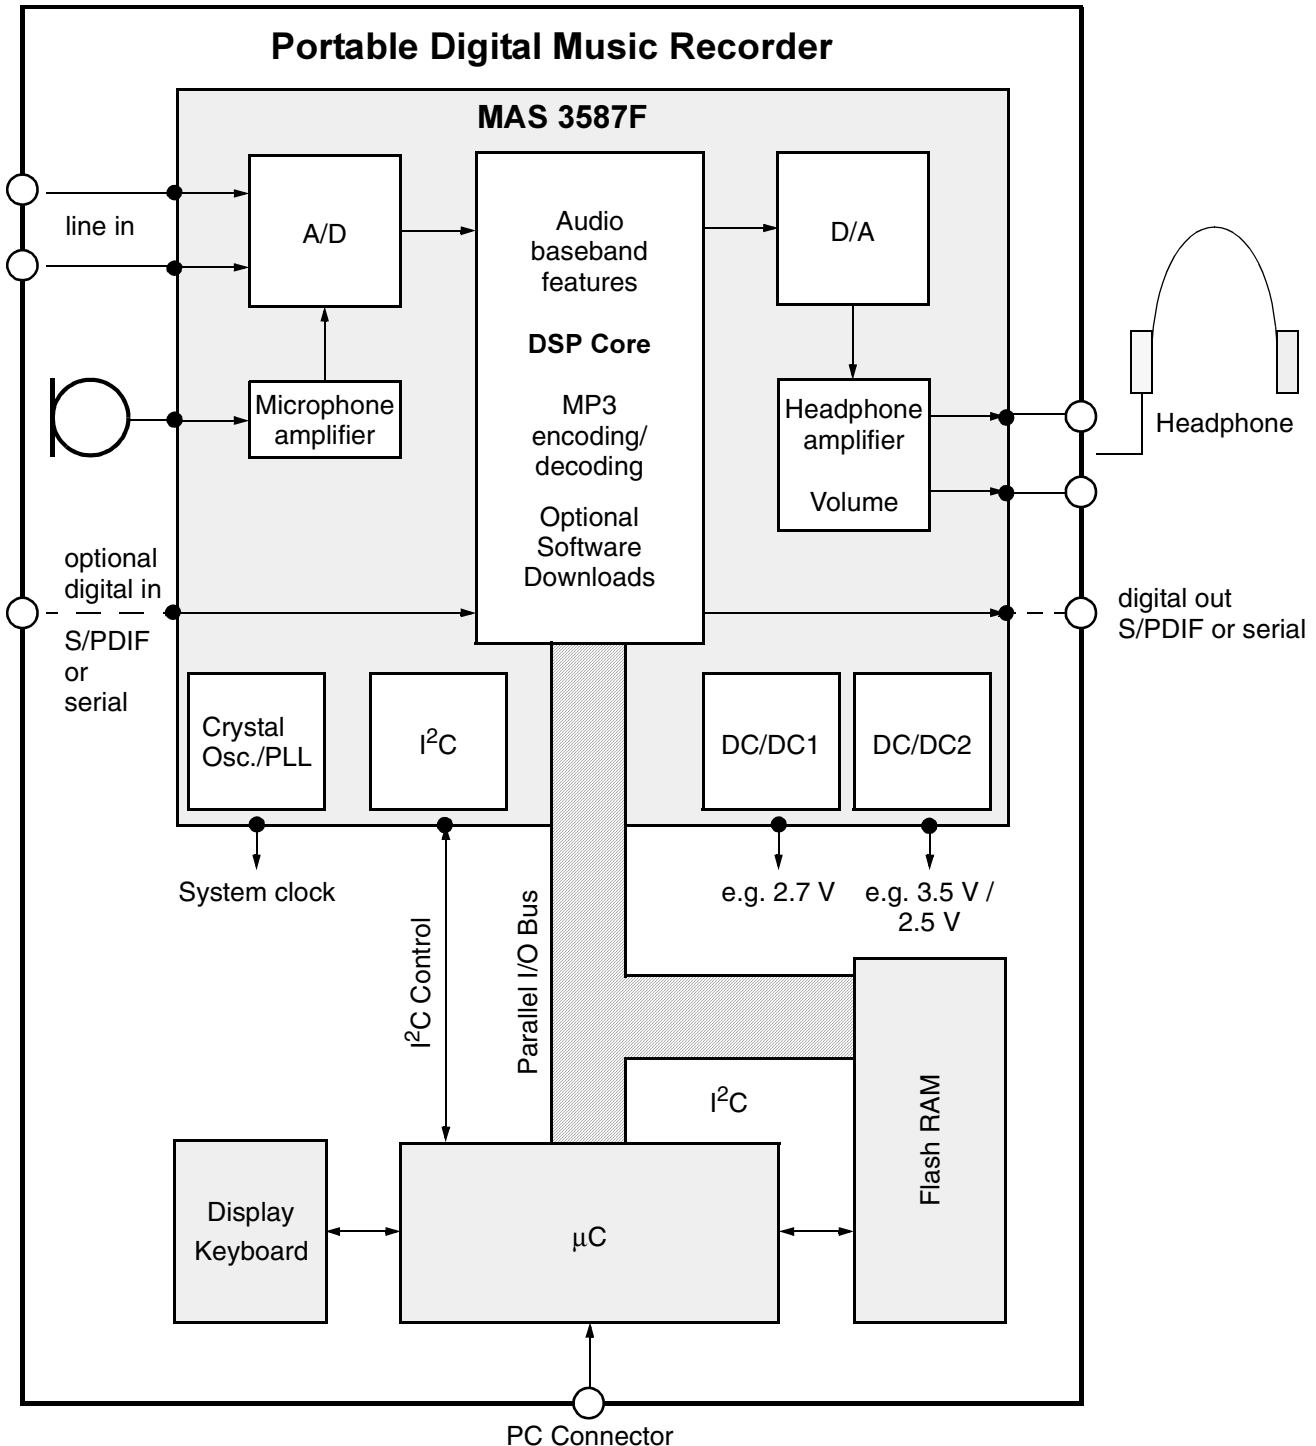 Portable Digital Music Recorder
MAS 3587F
line in
A/D
Audio
baseband
features
DSP Core
MP3
encoding/
decoding
Optional
Software
Downloads
D/A
Microphone
amplifier
Headphone
amplifier
Volume
Headphone
optional
digital in
S/PDIF
or
serial
digital out
S/PDIF or serial
Crystal
Osc./PLL
I²C
DC/DC1
DC/DC2
System clock
e.g. 2.7 V
e.g. 3.5 V /
2.5 V
I²C Control
Parallel I/O Bus
I²C
Flash RAM
Display
Keyboard
µC
PC Connector